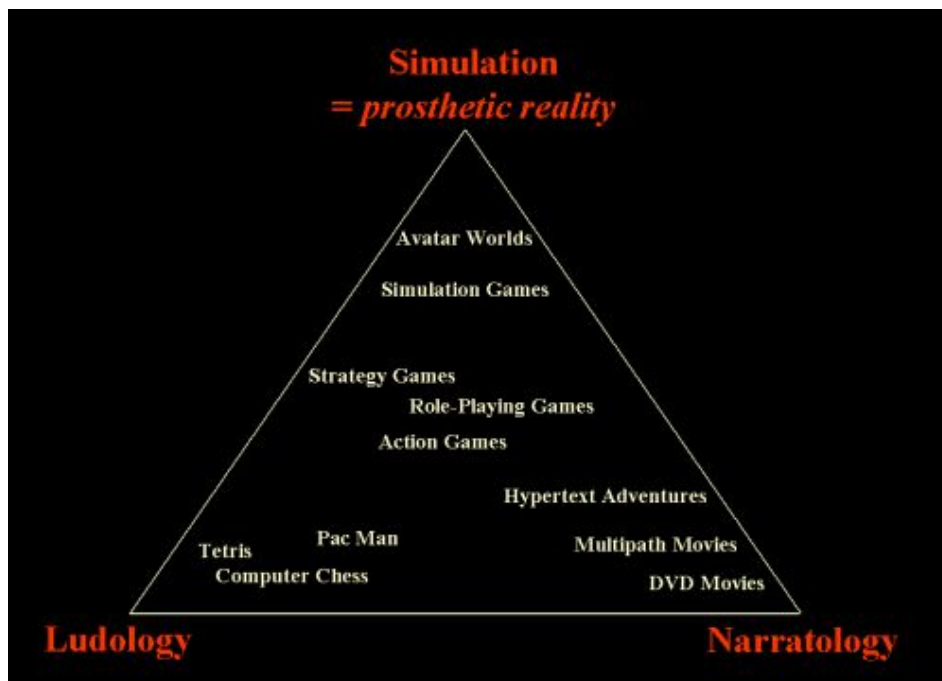 Simulation
= prosthetic reality
Avatar Worlds
Simulation Games
Strategy Games
Role-Playing Games
Action Games
Hypertext Adventures
Pac Man
Multipath Movies
Tetris
Computer Chess
DVD Movies
Ludology
Narratology